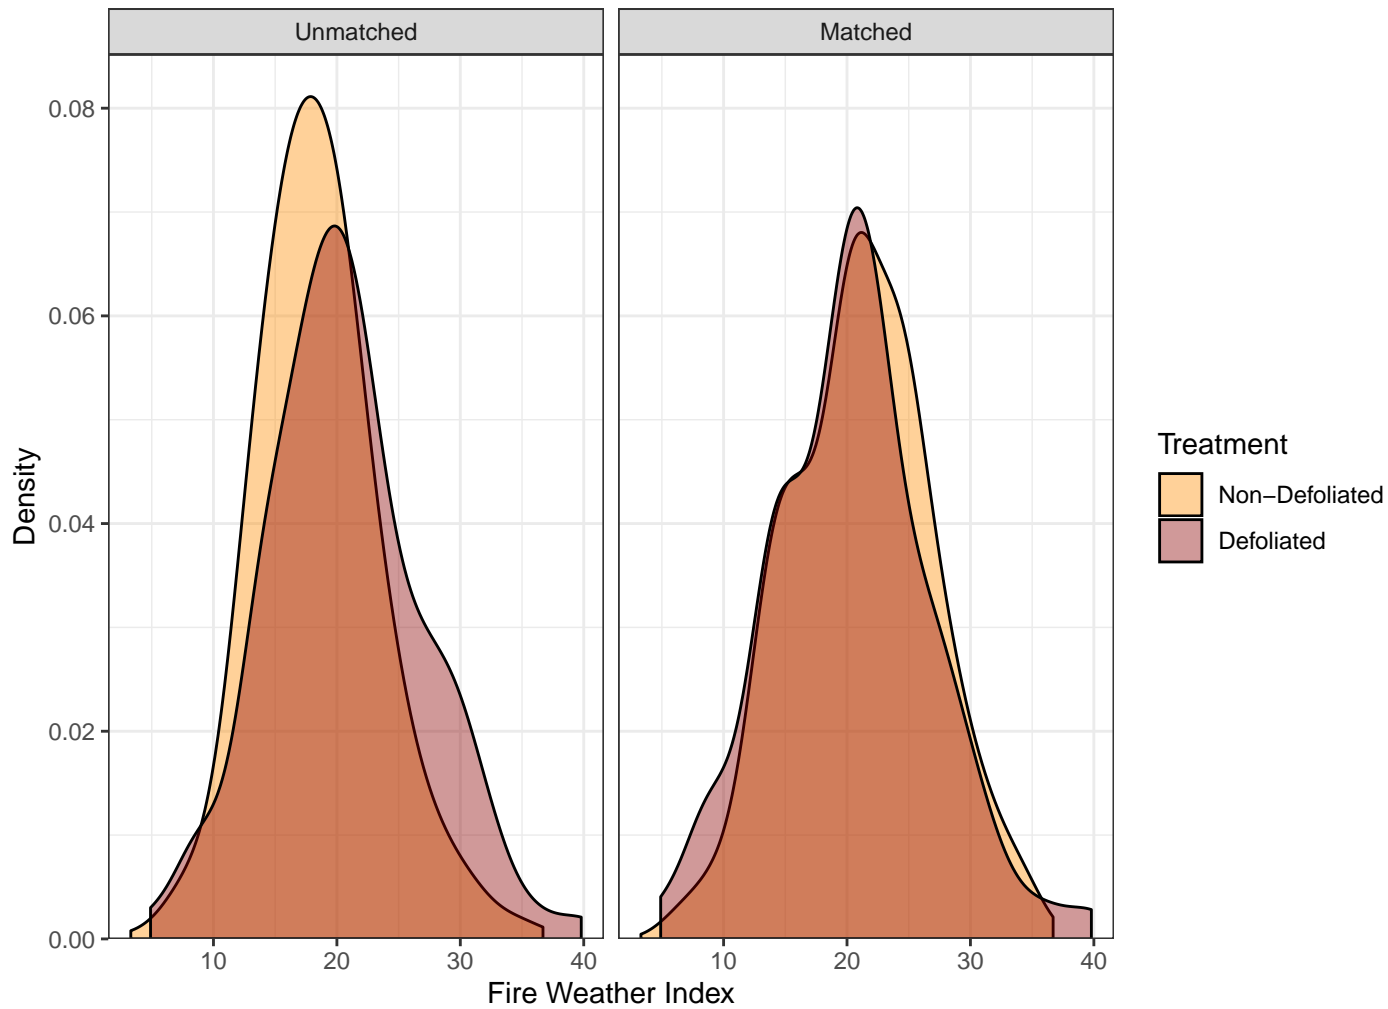 Unmatched
Matched
0.08
0.06
0.04
0.02
0.00
Density
10 20 30 40
10 20 30 40
Fire Weather Index
Treatment
Non−Defoliated
Defoliated